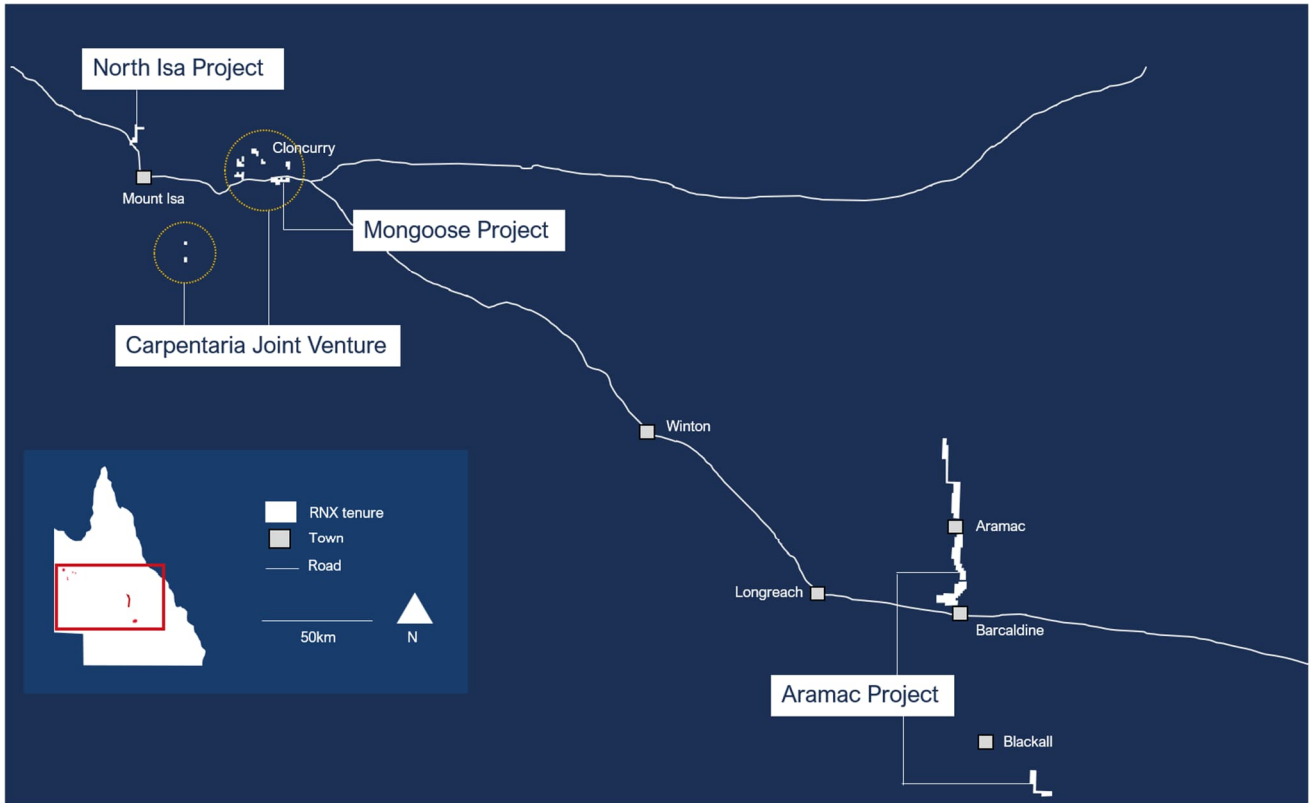 North Isa Project
Cloncurry
Mount Isa
Mongoose Project
Carpentaria Joint Venture
Winton
RNX tenure
Town
Road
50km
N
Aramac
Longreach
Barcaldine
Aramac Project
Blackall